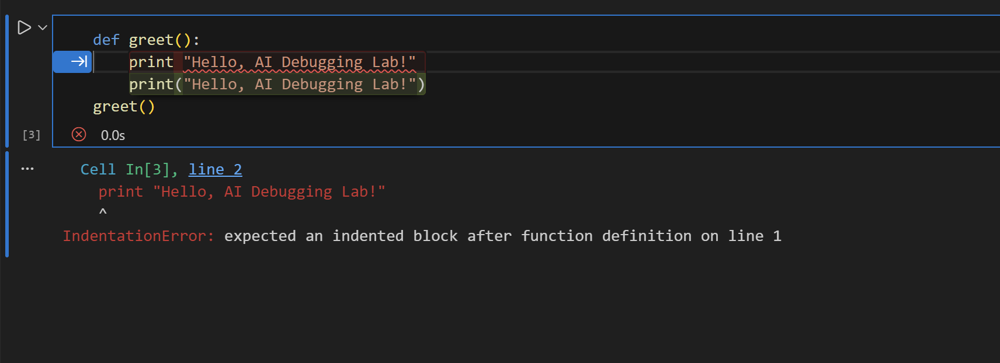 def greet():
print "Hello, AI Debugging Lab!"
print("Hello, AI Debugging Lab!")
greet()
[3]
0.0s
...
Cell In[3], line 2
print "Hello, AI Debugging Lab!"
^
IndentationError: expected an indented block after function definition on line 1